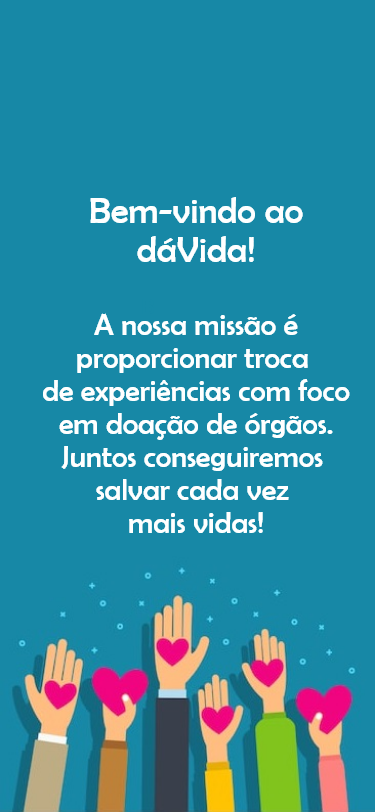 Bem-vindo ao
dáVida!
A nossa missão é
proporcionar troca
de experiências com foco
em doação de órgãos.
Juntos conseguiremos
salvar cada vez
mais vidas!